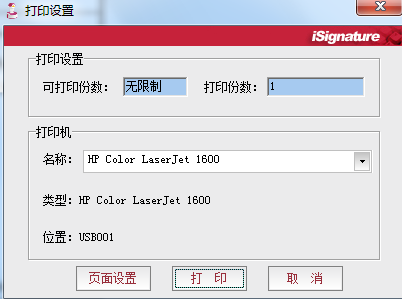 打印设置
iSignature
打印设置
可打印份数： 无限制 打印份数： 1
打印机
名称： HP Color LaserJet 1600
类型： HP Color LaserJet 1600
位置： USB001
页面设置 打 印 取 消